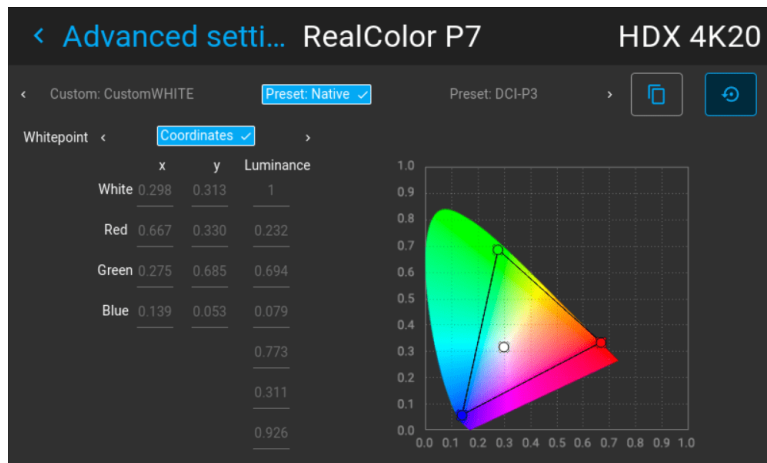 ‹ Advanced setti... RealColor P7 HDX 4K20
‹ Custom: CustomWHITE Preset: Native ✓ Preset: DCI-P3 ›
Whitepoint ‹ Coordinates ✓ ›
x y Luminance
White 0.298 0.313 1
Red 0.667 0.330 0.232
Green 0.275 0.685 0.694
Blue 0.139 0.053 0.079
0.773
0.311
0.926
1.0
0.9
0.8
0.7
0.6
0.5
0.4
0.3
0.2
0.1
0.0
0.0 0.1 0.2 0.3 0.4 0.5 0.6 0.7 0.8 0.9 1.0